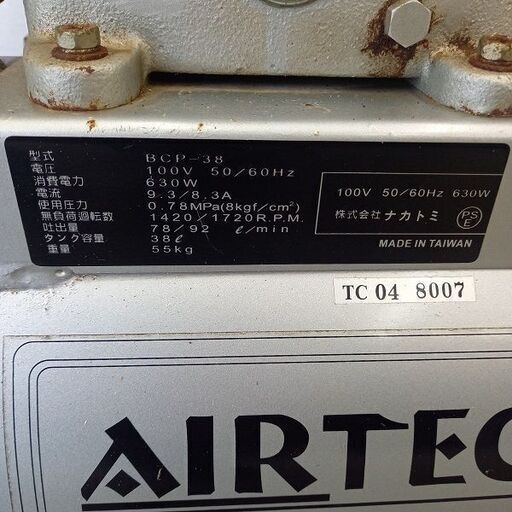 型式 BCP-38
電圧 100V 50/60Hz
消費電力 630W
電流 9.3/8.3A
使用圧力 0.78MPa(8kgf/cm²)
無負荷廻転数 1420/1720R.P.M.
吐出量 78/92 ℓ/min
タンク容量 38ℓ
重量 55kg
100V 50/60Hz 630W
株式会社 ナカトミ
PSE
MADE IN TAIWAN
TC 04 8007
AIRTEC